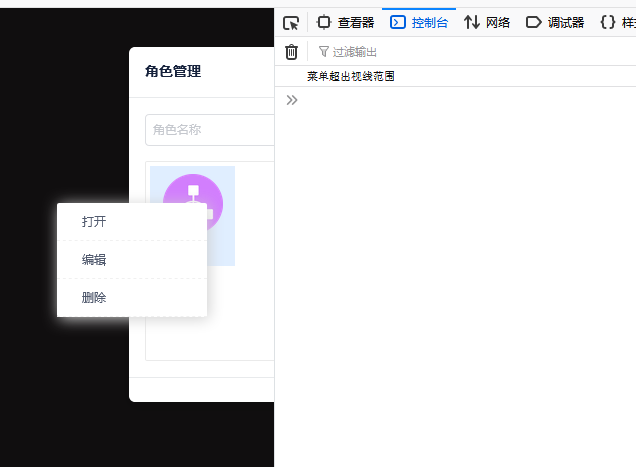 查看器 控制台 网络 调试器 样
过滤输出
菜单超出视线范围
角色管理
角色名称
打开
编辑
删除